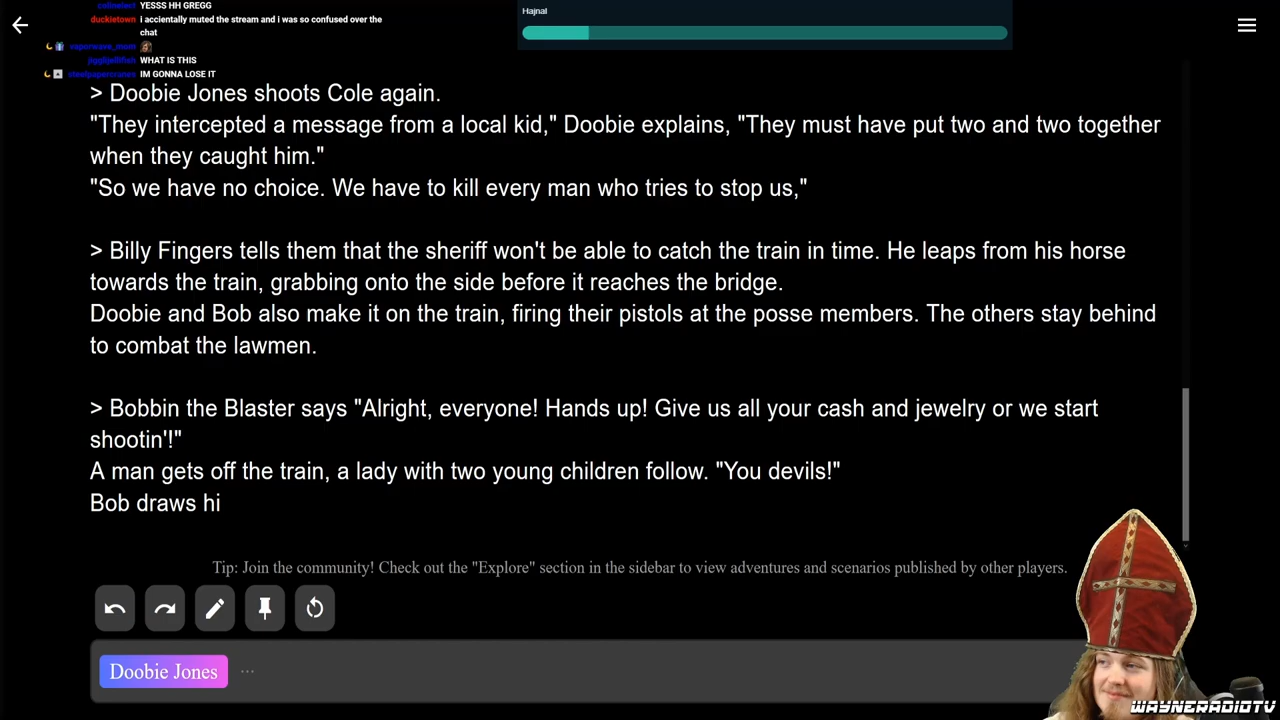 celinelect YESSS HH GREGG
duckietown i accientally muted the stream and i was so confused over the
chat
vaporwave_mom
jigglijellifish WHAT IS THIS
steelpapercranes IM GONNA LOSE IT
Hajnal
> Doobie Jones shoots Cole again.
"They intercepted a message from a local kid," Doobie explains, "They must have put two and two together
when they caught him."
"So we have no choice. We have to kill every man who tries to stop us,"
> Billy Fingers tells them that the sheriff won't be able to catch the train in time. He leaps from his horse
towards the train, grabbing onto the side before it reaches the bridge.
Doobie and Bob also make it on the train, firing their pistols at the posse members. The others stay behind
to combat the lawmen.
> Bobbin the Blaster says "Alright, everyone! Hands up! Give us all your cash and jewelry or we start
shootin'!"
A man gets off the train, a lady with two young children follow. "You devils!"
Bob draws hi
Tip: Join the community! Check out the "Explore" section in the sidebar to view adventures and scenarios published by other players.
Doobie Jones ...
WAYNERADIOTV